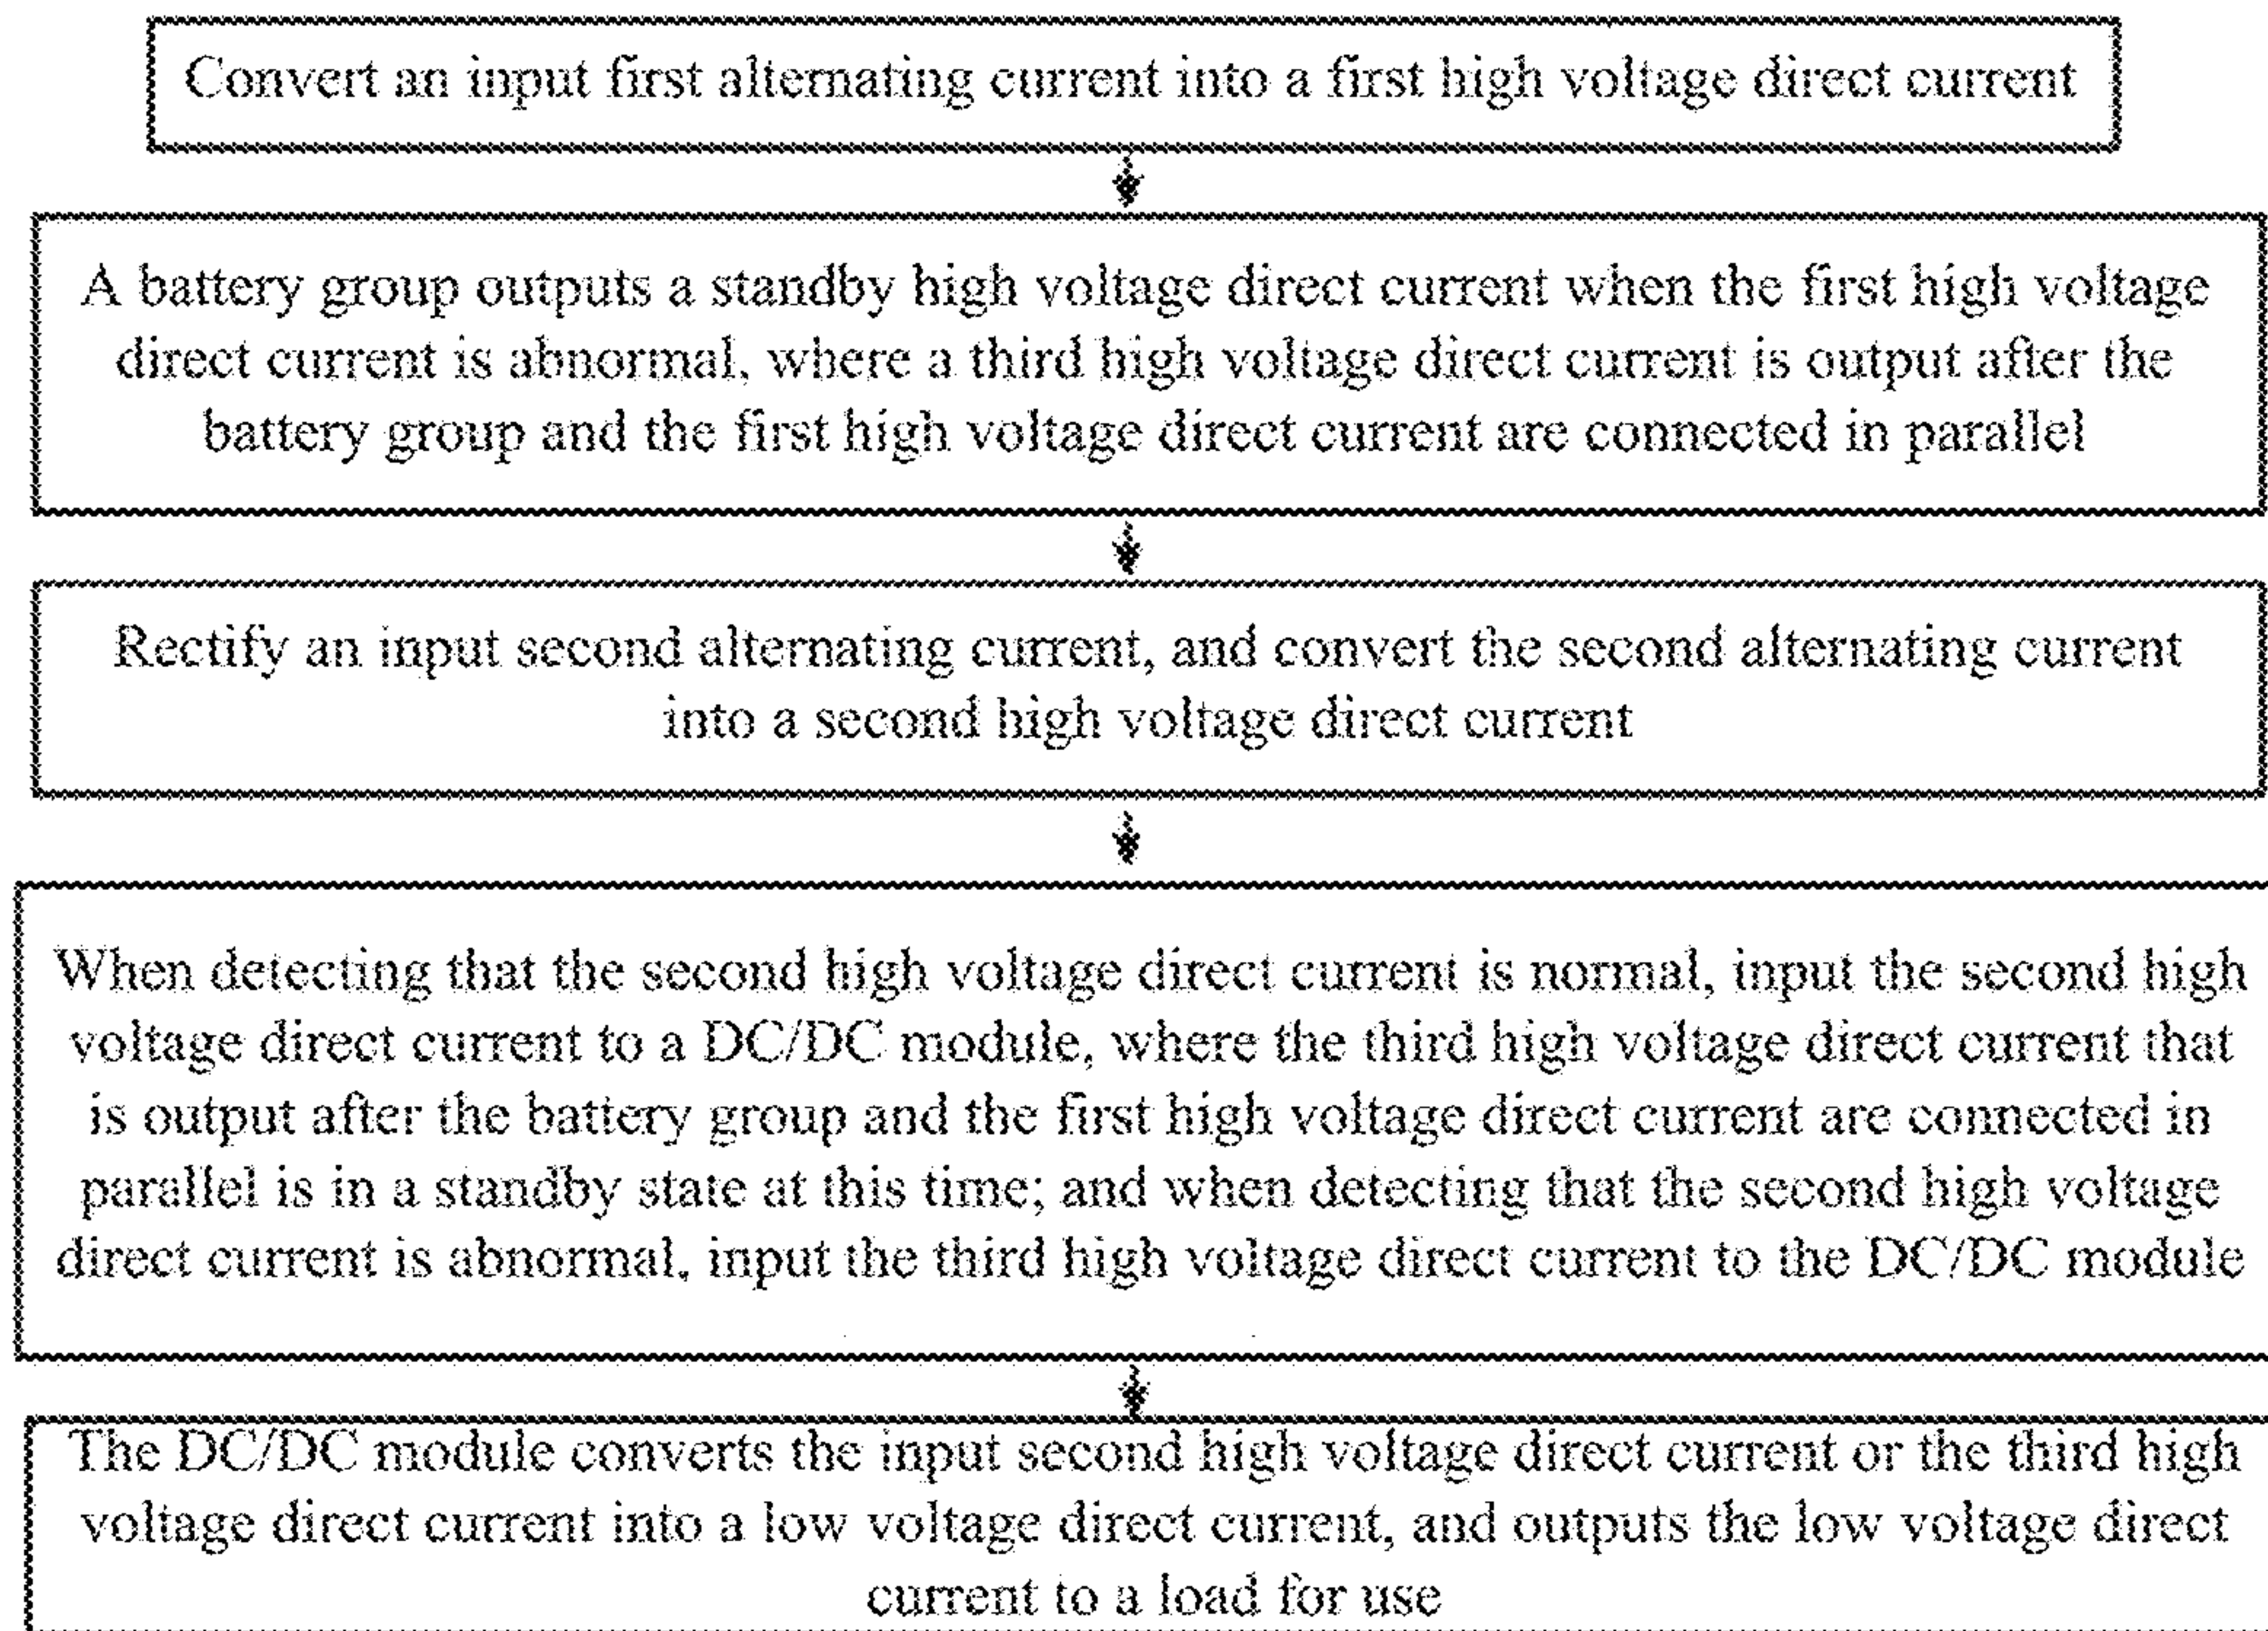 Convert an input first alternating current into a first high voltage direct current
A battery group outputs a standby high voltage direct current when the first high voltage
direct current is abnormal, where a third high voltage direct current is output after the
battery group and the first high voltage direct current are connected in parallel
Rectify an input second alternating current, and convert the second alternating current
into a second high voltage direct current
When detecting that the second high voltage direct current is normal, input the second high
voltage direct current to a DC/DC module, where the third high voltage direct current that
is output after the battery group and the first high voltage direct current are connected in
parallel is in a standby state at this time; and when detecting that the second high voltage
direct current is abnormal, input the third high voltage direct current to the DC/DC module
The DC/DC module converts the input second high voltage direct current or the third high
voltage direct current into a low voltage direct current, and outputs the low voltage direct
current to a load for use